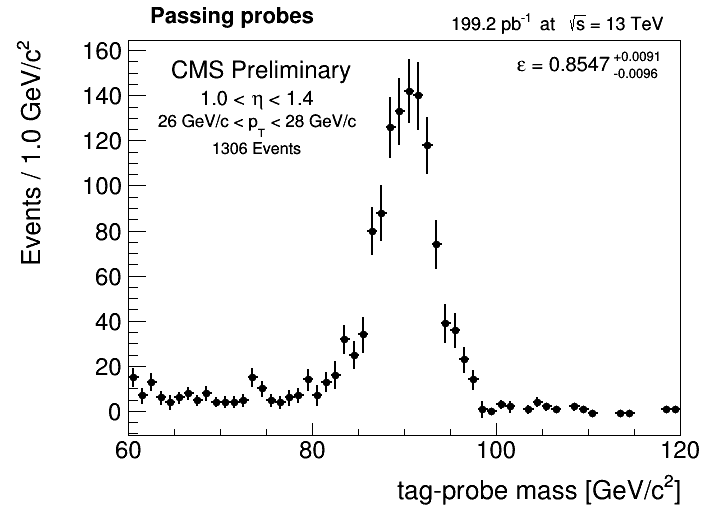 Passing probes
199.2 pb⁻¹ at √s = 13 TeV
Events / 1.0 GeV/c²
160
140
120
100
80
60
40
20
0
CMS Preliminary
1.0 < η < 1.4
26 GeV/c < p_T < 28 GeV/c
1306 Events
ε = 0.8547 +0.0091 -0.0096
60 80 100 120
tag-probe mass [GeV/c²]